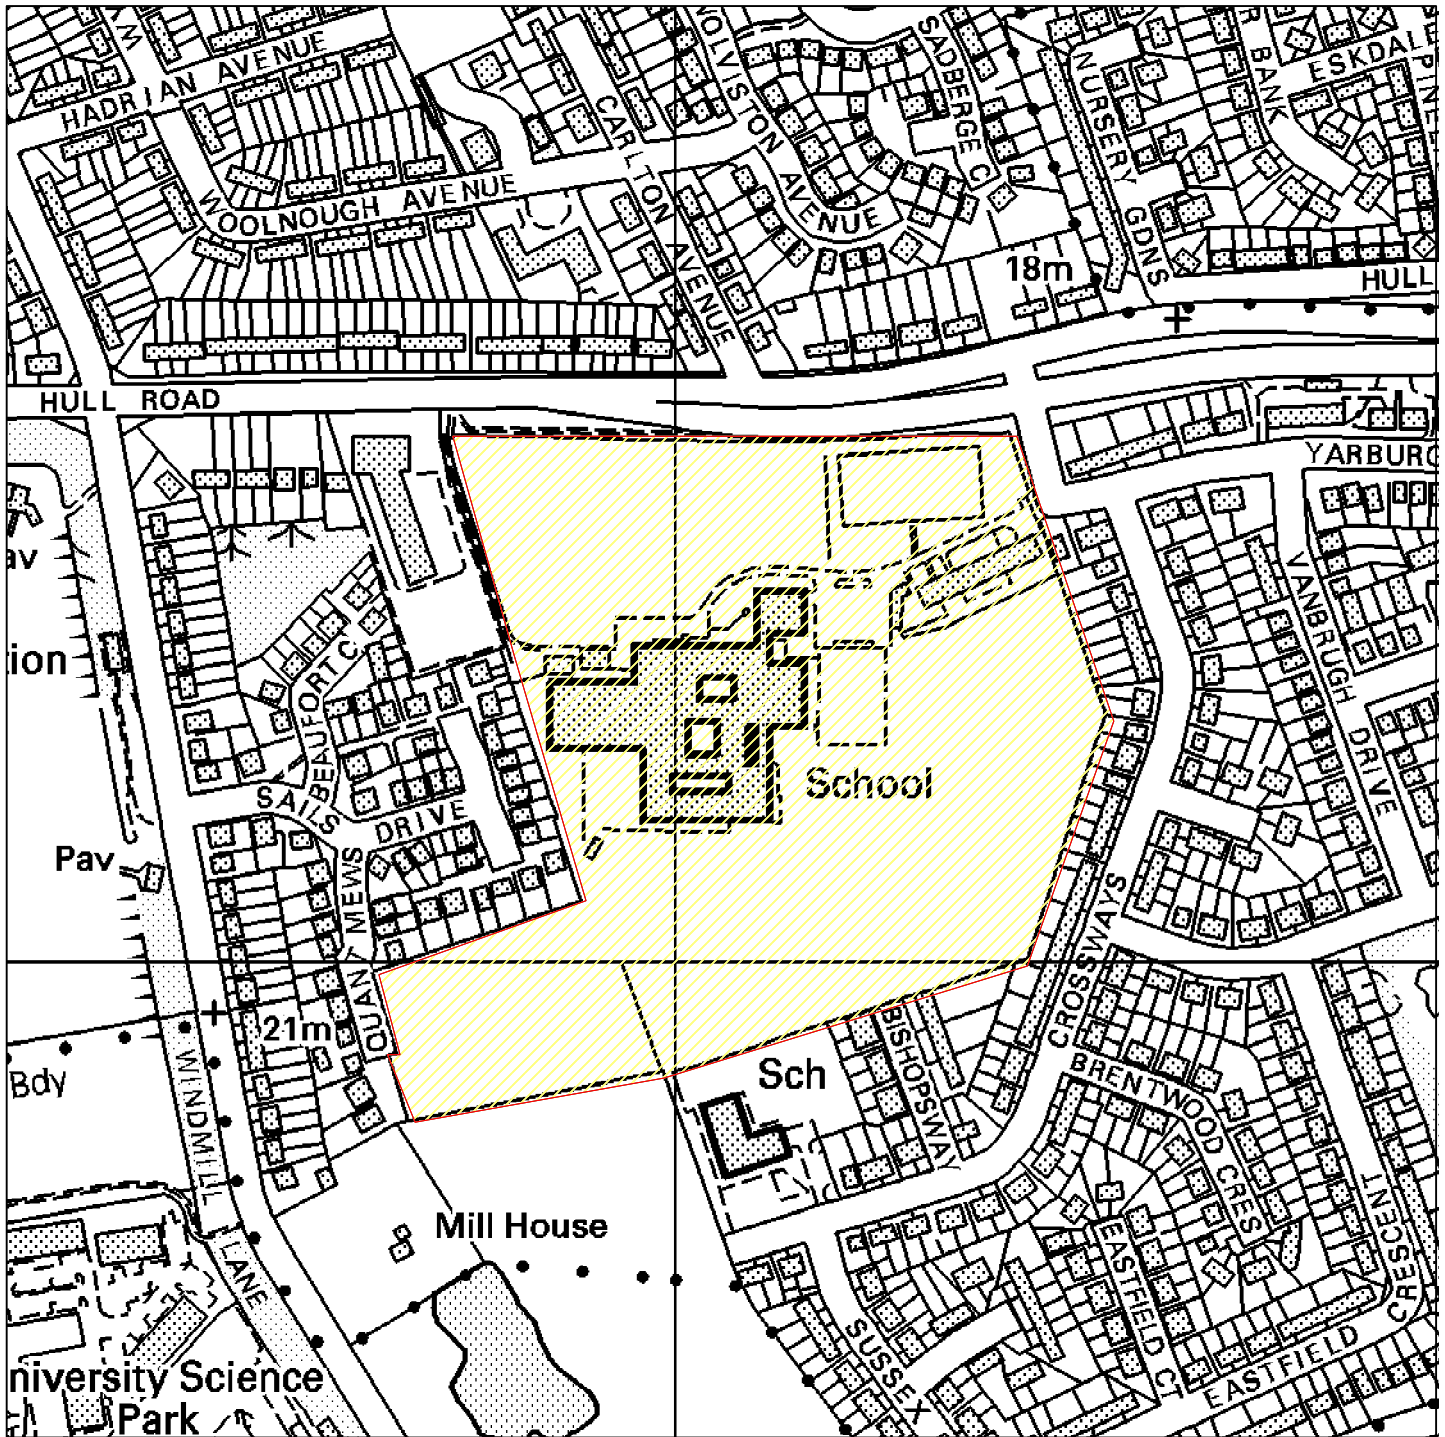 HADRIAN AVENUE
CARLTON AVENUE
AVENUE
SADBERGE C
NURSERY GDNS
BANK
ESKDALE
WOOLNOUGH AVENUE
18m
HULL
HULL ROAD
YARBURG
VANBRUGH DRIVE
BEAUFORT C
School
SAILS DRIVE
Pav
QUANT MEWS
CROSSWAYS
21m
Bdy
WINDMILL LANE
Sch
BISHOPSWAY
BRENTWOOD CRES
Mill House
EASTFIELD CT
EASTFIELD CRESCENT
SUSSEX
niversity Science
Park